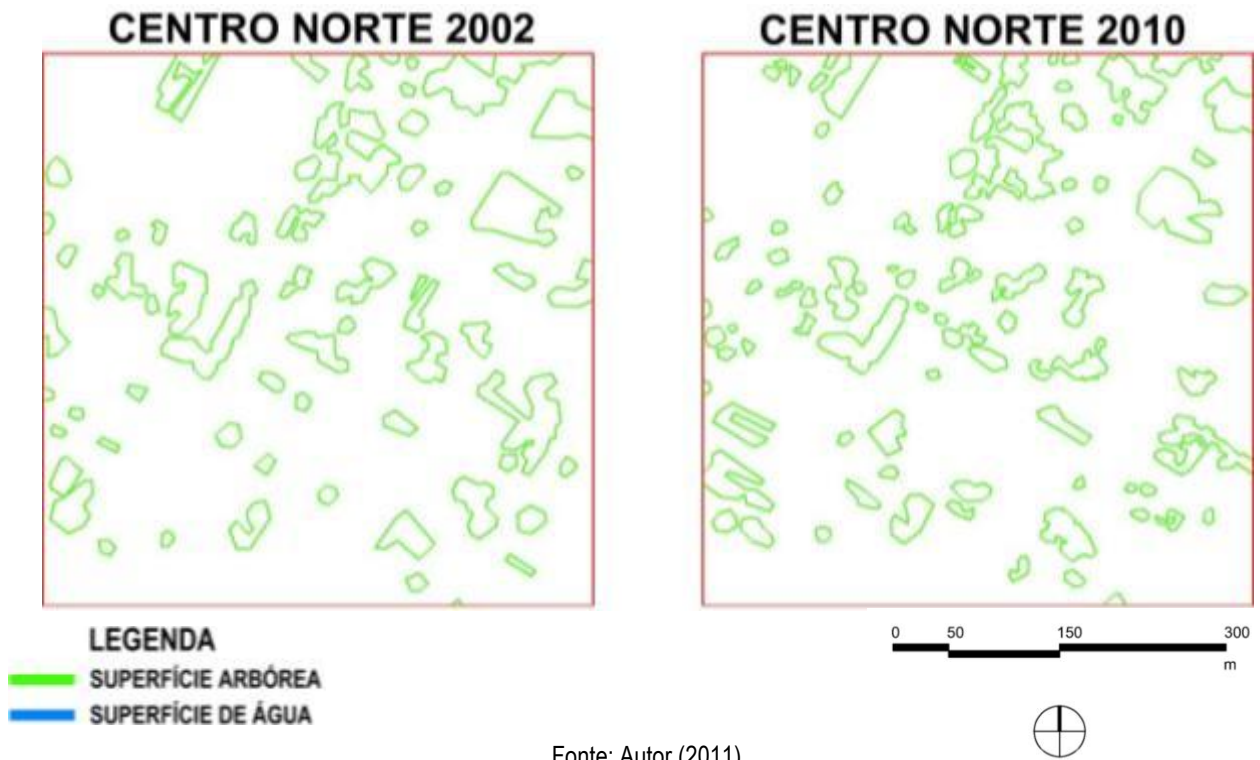 CENTRO NORTE 2002
CENTRO NORTE 2010
LEGENDA
SUPERFÍCIE ARBÓREA
SUPERFÍCIE DE ÁGUA
0 50 150 300
m
Fonte: Autor (2011)